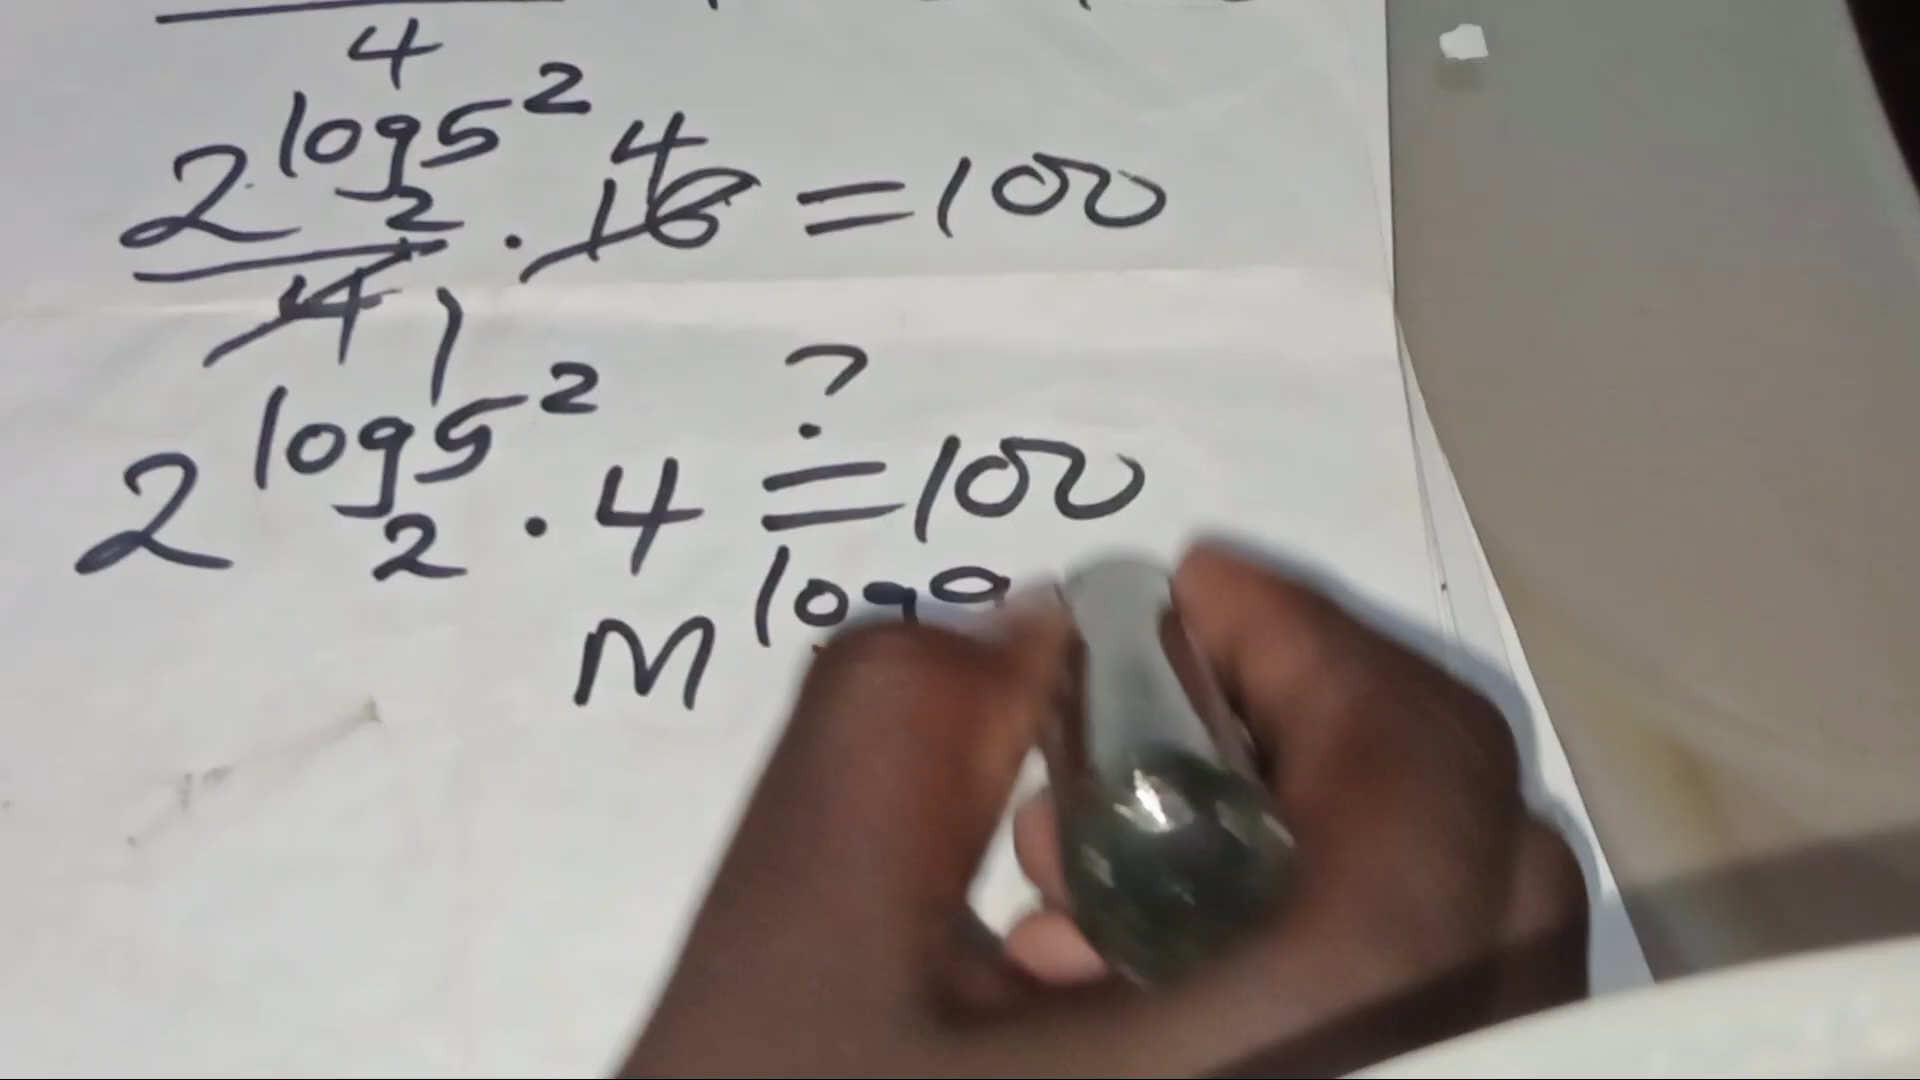 4
2^{log_2 5^2}/4 · 16 = 100
4
1
?
2^{log_2 5^2} · 4 = 100
M^{log a